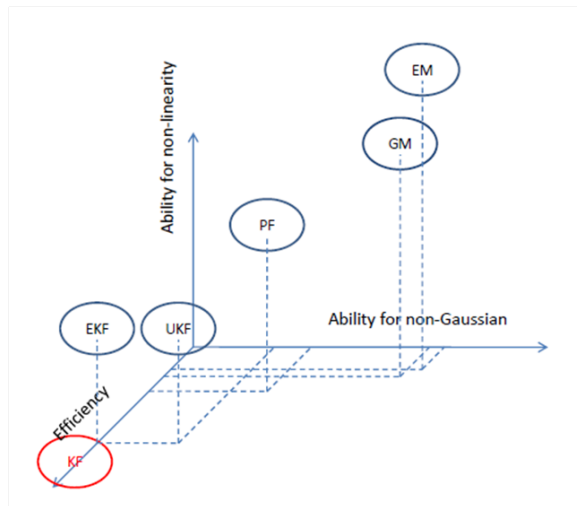 EM
Ability for non-linearity
GM
PF
EKF
UKF
Ability for non-Gaussian
Efficiency
KF